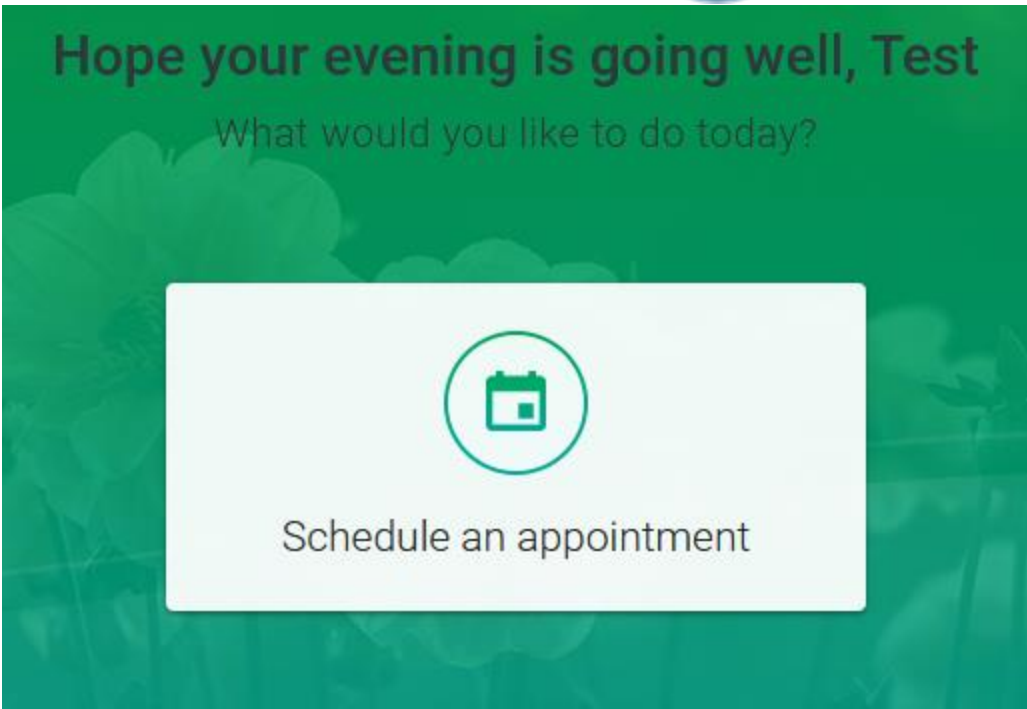 Hope your evening is going well, Test
What would you like to do today?
Schedule an appointment